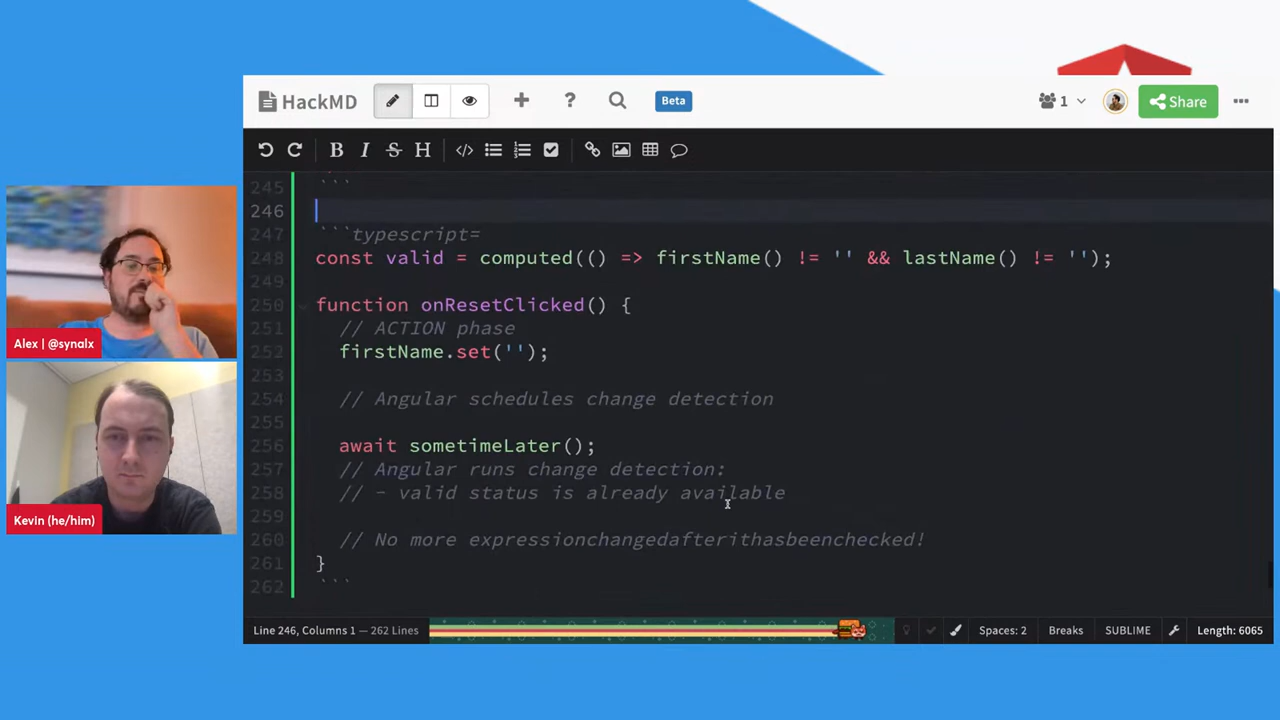 HackMD
Beta
1
Share
B I S H
245 ```
246
247 ```typescript=
248 const valid = computed(() => firstName() != '' && lastName() != '');
249
250 function onResetClicked() {
251 // ACTION phase
252 firstName.set('');
253
254 // Angular schedules change detection
255
256 await sometimeLater();
257 // Angular runs change detection:
258 // - valid status is already available
259
260 // No more expressionchangedafterithasbeenchecked!
261 }
262 ```
Alex | @synalx
Kevin (he/him)
Line 246, Columns 1 — 262 Lines
Spaces: 2
Breaks
SUBLIME
Length: 6065